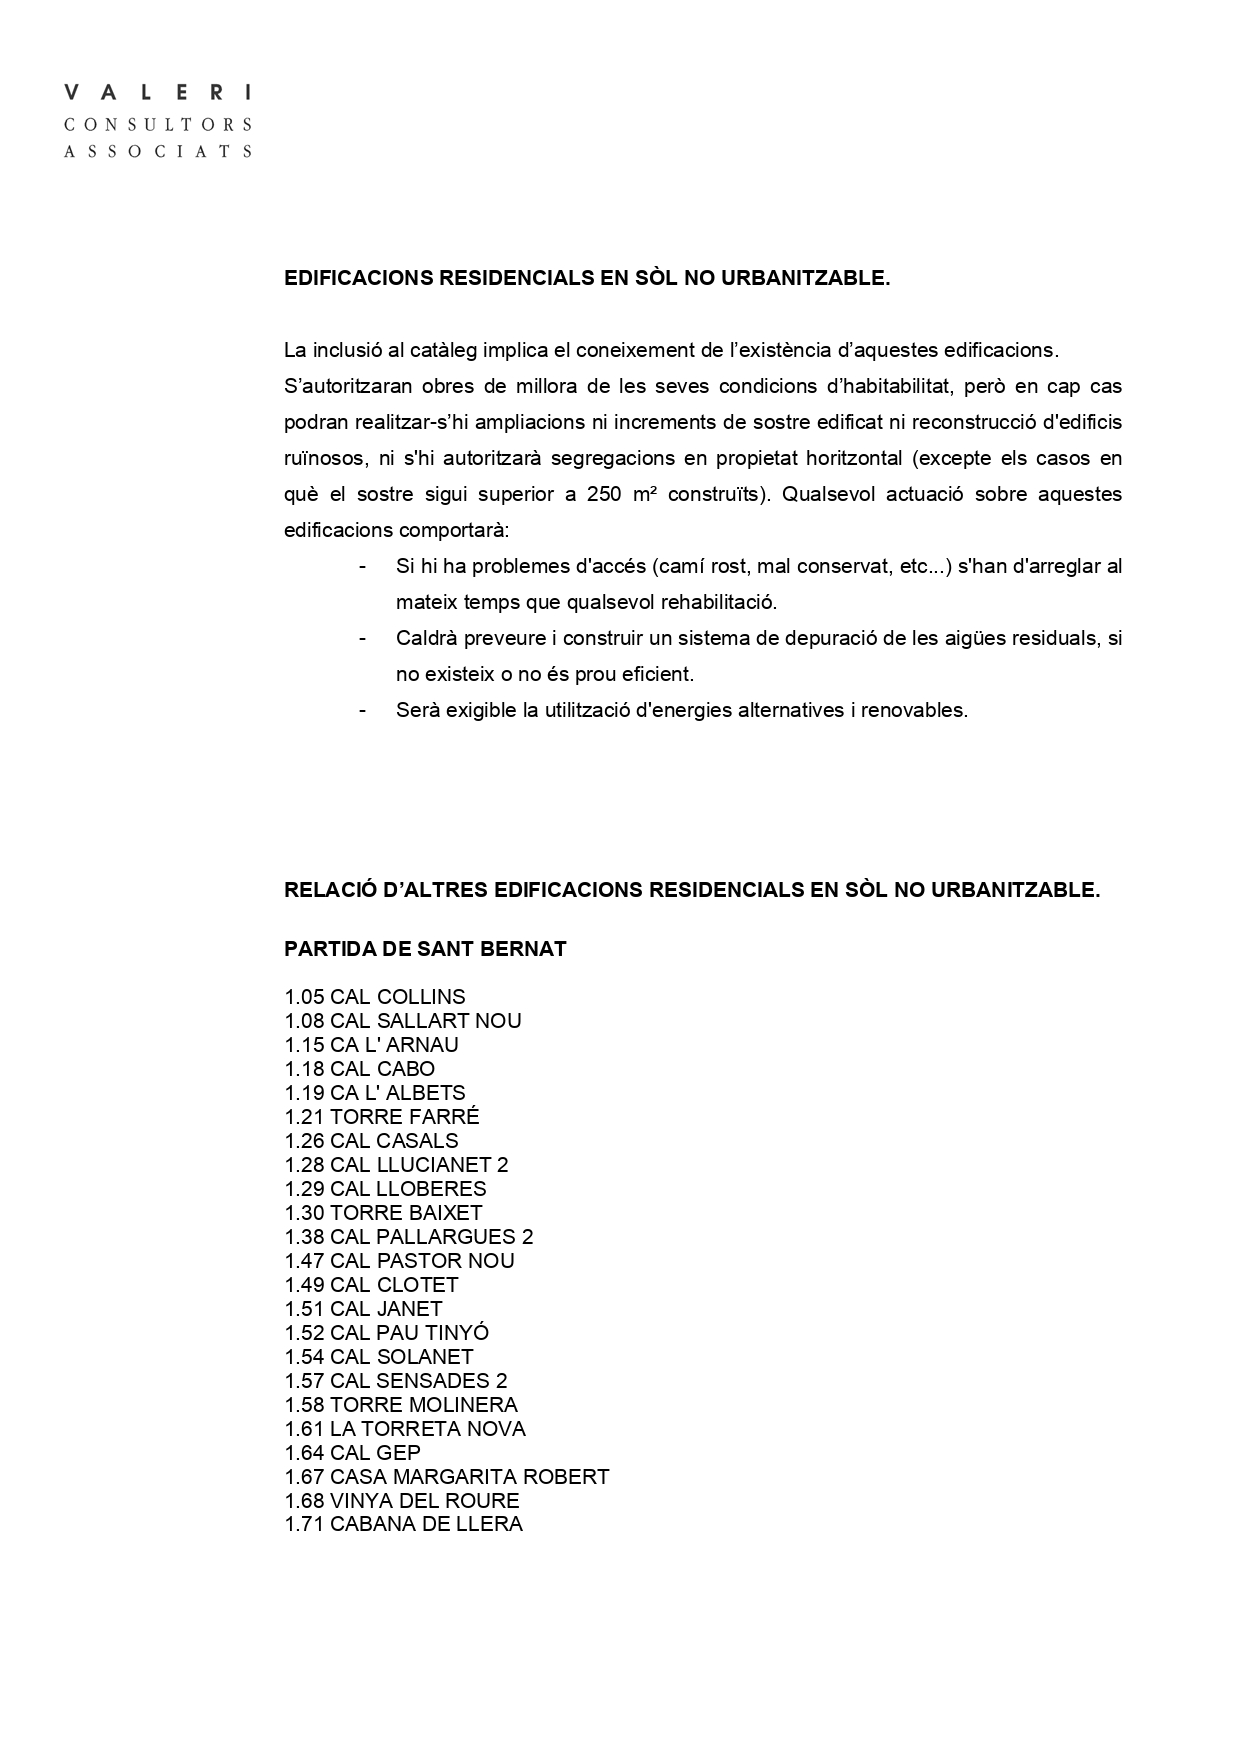 VALERI
CONSULTORS
ASSOCIATS
EDIFICACIONS RESIDENCIALS EN SÒL NO URBANITZABLE.
La inclusió al catàleg implica el coneixement de l’existència d’aquestes edificacions.
S’autoritzaran obres de millora de les seves condicions d’habitabilitat, però en cap cas
podran realitzar-s’hi ampliacions ni increments de sostre edificat ni reconstrucció d'edificis
ruïnosos, ni s'hi autoritzarà segregacions en propietat horitzontal (excepte els casos en
què el sostre sigui superior a 250 m² construïts). Qualsevol actuació sobre aquestes
edificacions comportarà:
- Si hi ha problemes d'accés (camí rost, mal conservat, etc...) s'han d'arreglar al
mateix temps que qualsevol rehabilitació.
- Caldrà preveure i construir un sistema de depuració de les aigües residuals, si
no existeix o no és prou eficient.
- Serà exigible la utilització d'energies alternatives i renovables.
RELACIÓ D’ALTRES EDIFICACIONS RESIDENCIALS EN SÒL NO URBANITZABLE.
PARTIDA DE SANT BERNAT
1.05 CAL COLLINS
1.08 CAL SALLART NOU
1.15 CA L' ARNAU
1.18 CAL CABO
1.19 CA L' ALBETS
1.21 TORRE FARRÉ
1.26 CAL CASALS
1.28 CAL LLUCIANET 2
1.29 CAL LLOBERES
1.30 TORRE BAIXET
1.38 CAL PALLARGUES 2
1.47 CAL PASTOR NOU
1.49 CAL CLOTET
1.51 CAL JANET
1.52 CAL PAU TINYÓ
1.54 CAL SOLANET
1.57 CAL SENSADES 2
1.58 TORRE MOLINERA
1.61 LA TORRETA NOVA
1.64 CAL GEP
1.67 CASA MARGARITA ROBERT
1.68 VINYA DEL ROURE
1.71 CABANA DE LLERA